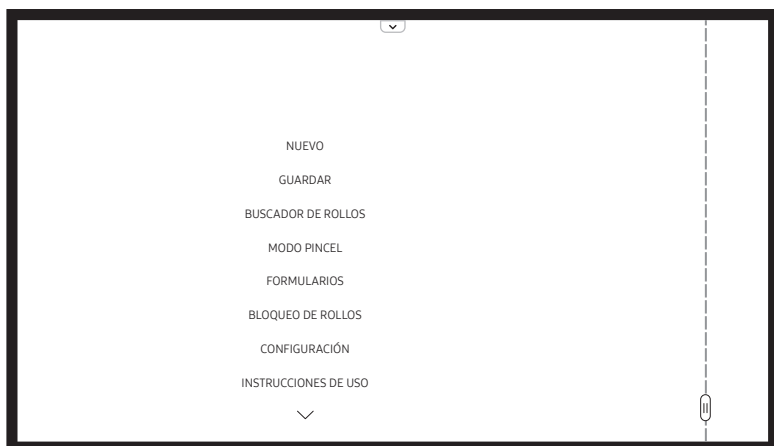 NUEVO
GUARDAR
BUSCADOR DE ROLLOS
MODO PINCEL
FORMULARIOS
BLOQUEO DE ROLLOS
CONFIGURACIÓN
INSTRUCCIONES DE USO